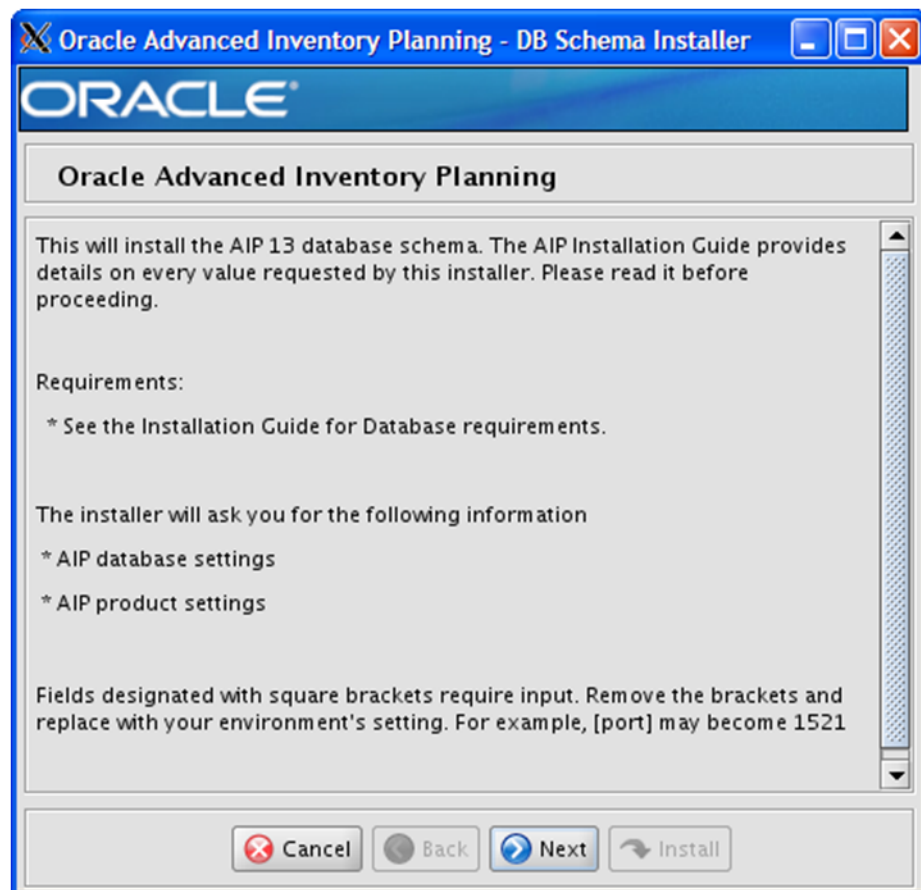 Oracle Advanced Inventory Planning - DB Schema Installer
ORACLE
Oracle Advanced Inventory Planning
This will install the AIP 13 database schema. The AIP Installation Guide provides
details on every value requested by this installer. Please read it before
proceeding.
Requirements:
* See the Installation Guide for Database requirements.
The installer will ask you for the following information
* AIP database settings
* AIP product settings
Fields designated with square brackets require input. Remove the brackets and
replace with your environment's setting. For example, [port] may become 1521
Cancel Back Next Install